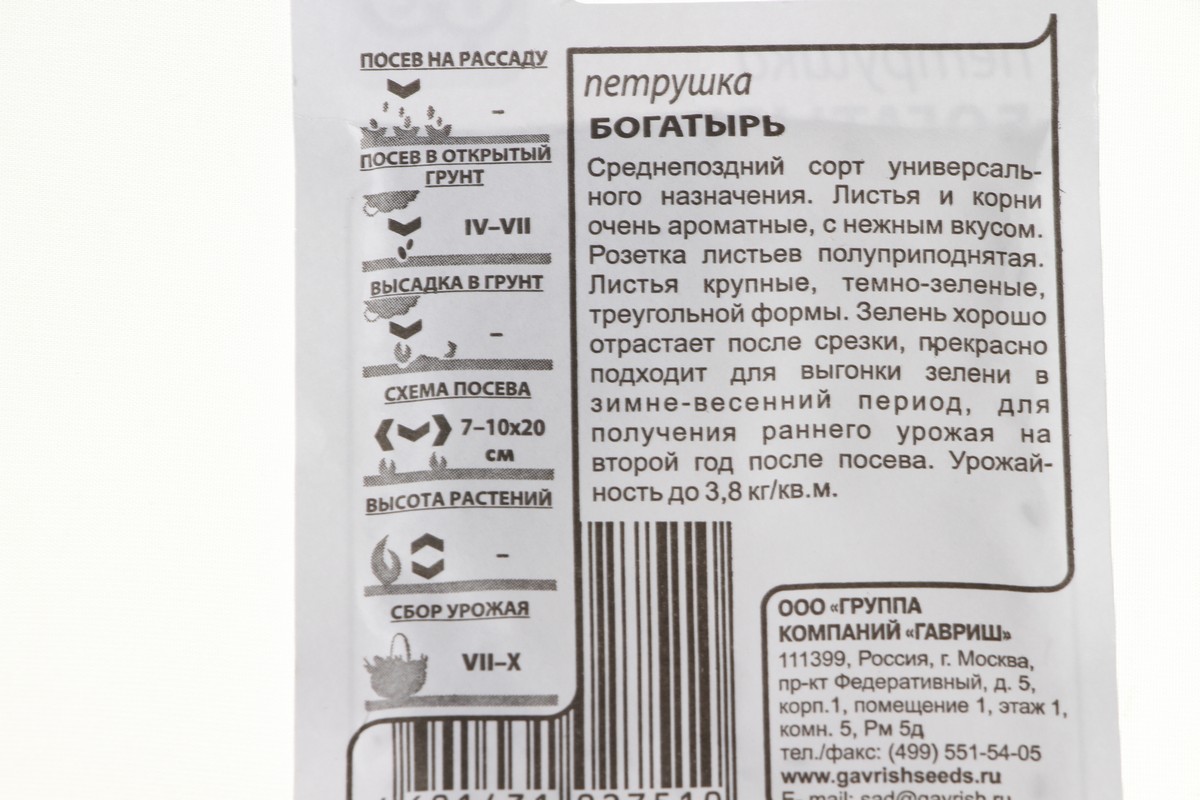 ПОСЕВ НА РАССАДУ
–
ПОСЕВ В ОТКРЫТЫЙ
ГРУНТ
IV–VII
ВЫСАДКА В ГРУНТ
–
СХЕМА ПОСЕВА
7–10х20
см
ВЫСОТА РАСТЕНИЙ
–
СБОР УРОЖАЯ
VII–X
петрушка
БОГАТЫРЬ
Среднепоздний сорт универсаль-
ного назначения. Листья и корни
очень ароматные, с нежным вкусом.
Розетка листьев полуприподнятая.
Листья крупные, темно-зеленые,
треугольной формы. Зелень хорошо
отрастает после срезки, прекрасно
подходит для выгонки зелени в
зимне-весенний период, для
получения раннего урожая на
второй год после посева. Урожай-
ность до 3,8 кг/кв.м.
ООО «ГРУППА
КОМПАНИЙ «ГАВРИШ»
111399, Россия, г. Москва,
пр-кт Федеративный, д. 5,
корп.1, помещение 1, этаж 1,
комн. 5, Рм 5д
тел./факс: (499) 551-54-05
www.gavrishseeds.ru
E-mail: sad@gavrish.ru